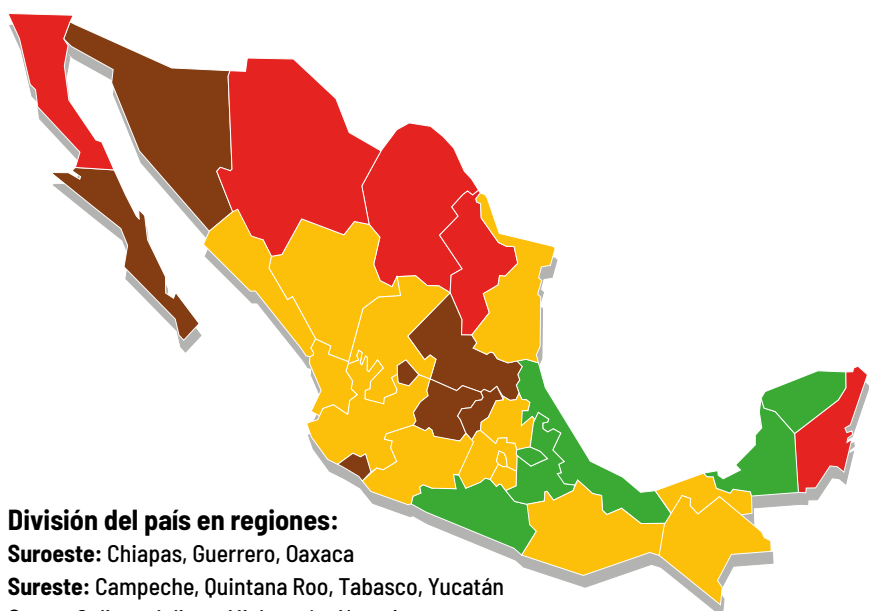 División del país en regiones:
Suroeste: Chiapas, Guerrero, Oaxaca
Sureste: Campeche, Quintana Roo, Tabasco, Yucatán